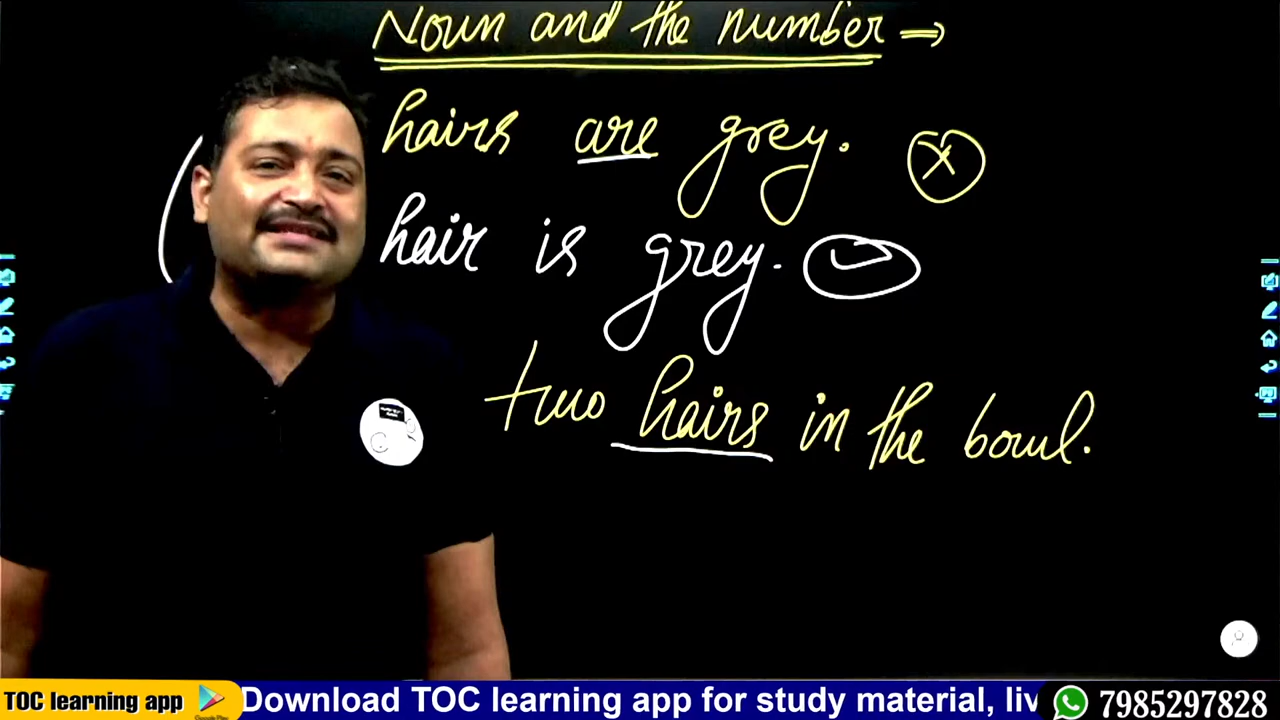 Noun and the number ⇒
hairs are grey.
hair is grey.
two hairs in the bowl.
TOC learning app
Download TOC learning app for study material, liv
7985297828